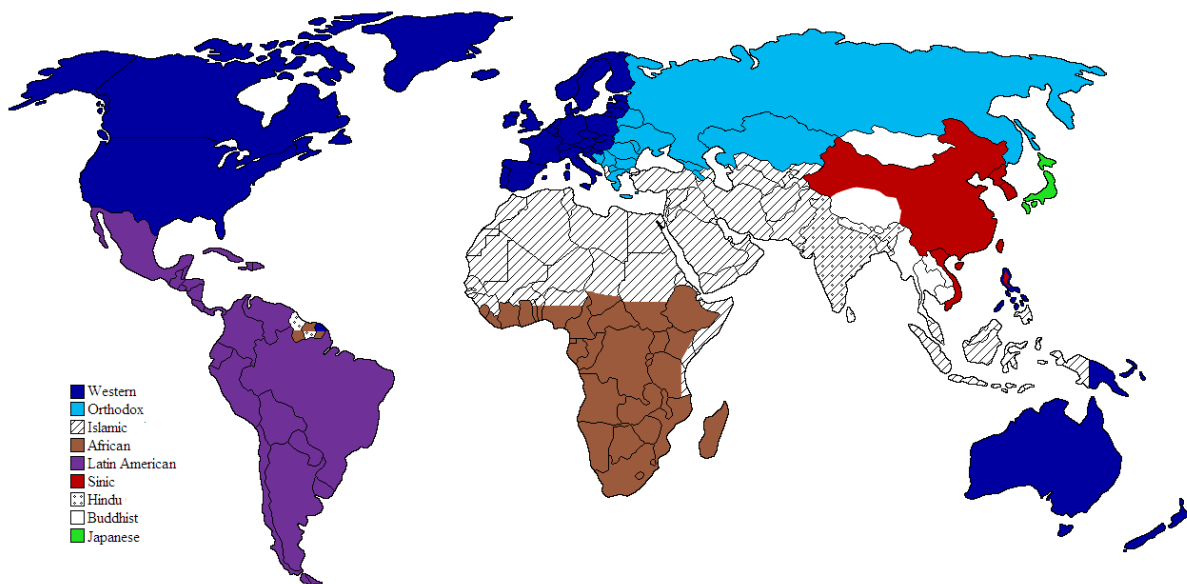 Western
Orthodox
Islamic
African
Latin American
Sinic
Hindu
Buddhist
Japanese